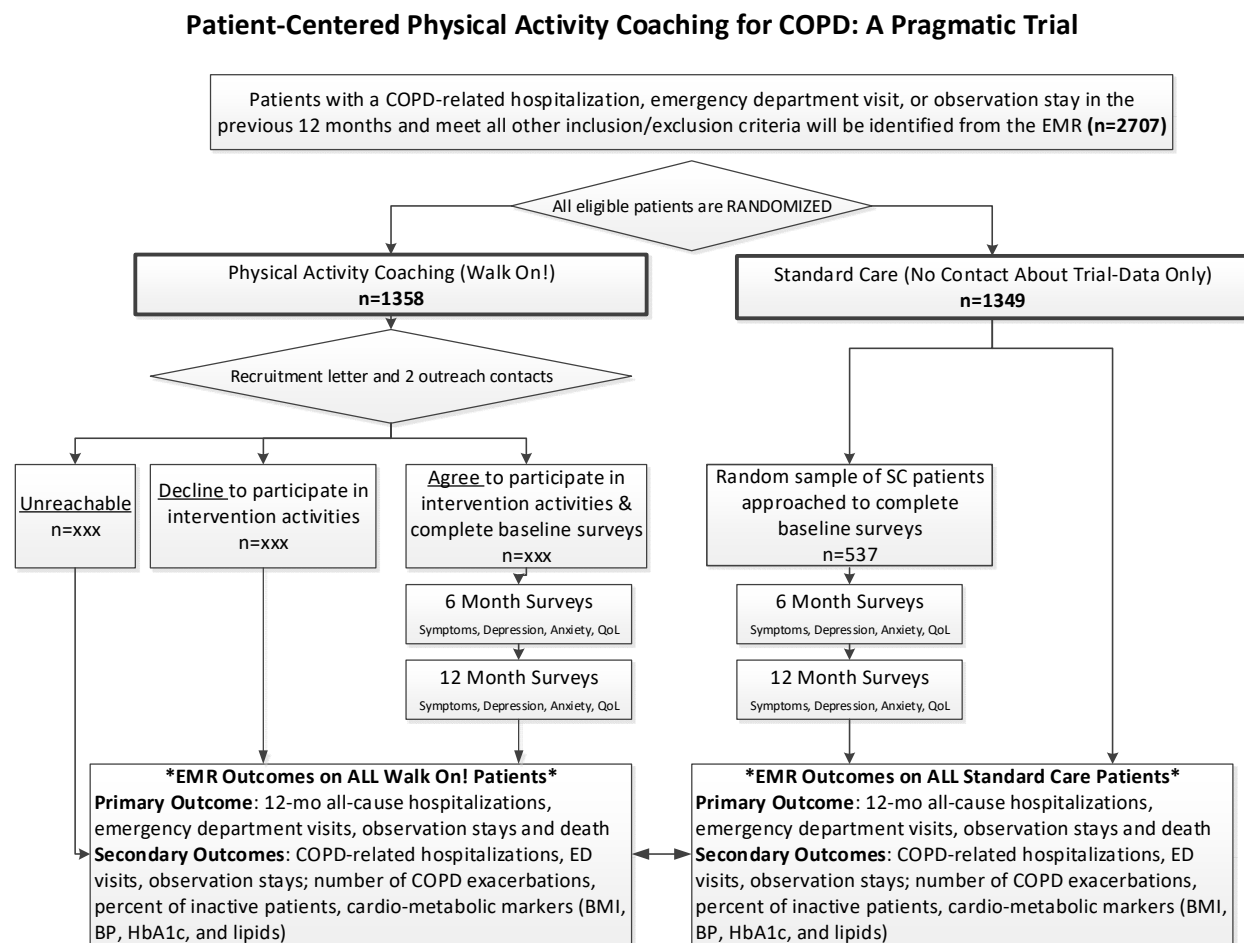 Patient-Centered Physical Activity Coaching for COPD: A Pragmatic Trial
Patients with a COPD-related hospitalization, emergency department visit, or observation stay in the
previous 12 months and meet all other inclusion/exclusion criteria will be identified from the EMR (n=2707)
All eligible patients are RANDOMIZED
Physical Activity Coaching (Walk On!)
n=1358
Standard Care (No Contact About Trial-Data Only)
n=1349
Recruitment letter and 2 outreach contacts
Unreachable
n=xxx
Decline to participate in
intervention activities
n=xxx
Agree to participate in
intervention activities &
complete baseline surveys
n=xxx
Random sample of SC patients
approached to complete
baseline surveys
n=537
6 Month Surveys
Symptoms, Depression, Anxiety, QoL
6 Month Surveys
Symptoms, Depression, Anxiety, QoL
12 Month Surveys
Symptoms, Depression, Anxiety, QoL
12 Month Surveys
Symptoms, Depression, Anxiety, QoL
*EMR Outcomes on ALL Walk On! Patients*
Primary Outcome: 12-mo all-cause hospitalizations,
emergency department visits, observation stays and death
Secondary Outcomes: COPD-related hospitalizations, ED
visits, observation stays; number of COPD exacerbations,
percent of inactive patients, cardio-metabolic markers (BMI,
BP, HbA1c, and lipids)
*EMR Outcomes on ALL Standard Care Patients*
Primary Outcome: 12-mo all-cause hospitalizations,
emergency department visits, observation stays and death
Secondary Outcomes: COPD-related hospitalizations, ED
visits, observation stays; number of COPD exacerbations,
percent of inactive patients, cardio-metabolic markers (BMI,
BP, HbA1c, and lipids)